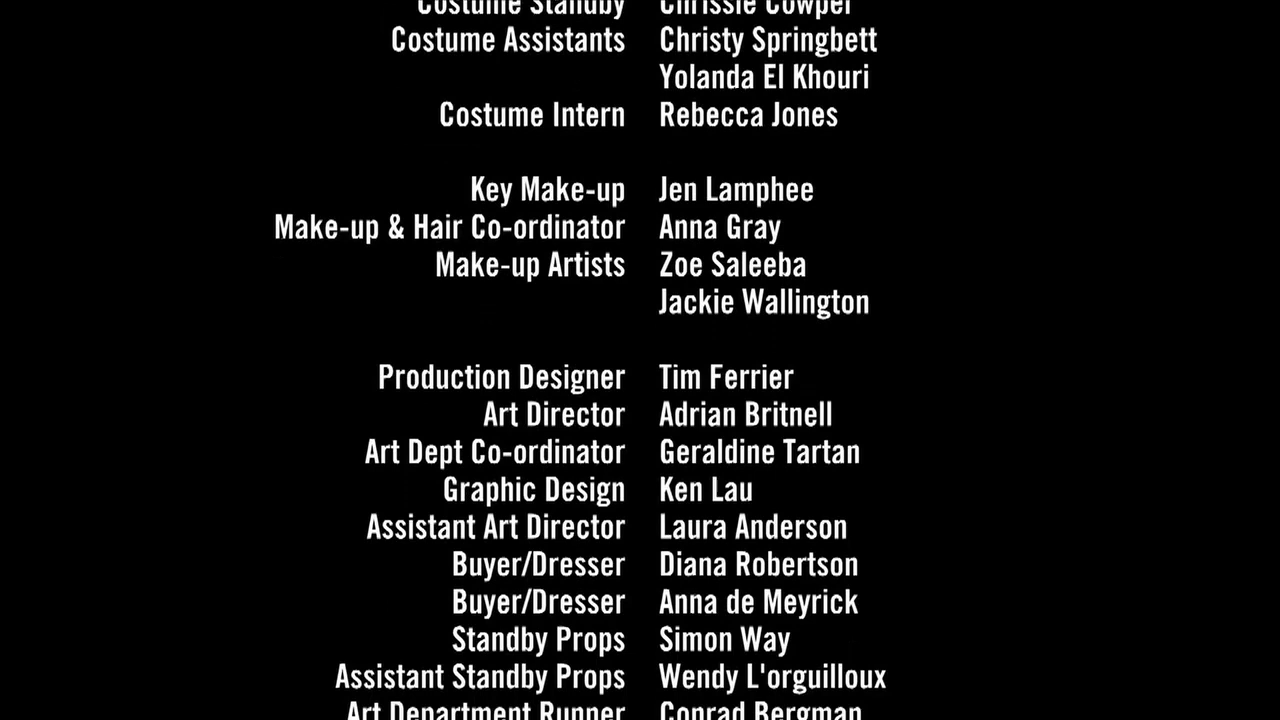 Costume Standby Chrissie Cowper
Costume Assistants Christy Springbett
Yolanda El Khouri
Costume Intern Rebecca Jones
Key Make-up Jen Lamphee
Make-up & Hair Co-ordinator Anna Gray
Make-up Artists Zoe Saleeba
Jackie Wallington
Production Designer Tim Ferrier
Art Director Adrian Britnell
Art Dept Co-ordinator Geraldine Tartan
Graphic Design Ken Lau
Assistant Art Director Laura Anderson
Buyer/Dresser Diana Robertson
Buyer/Dresser Anna de Meyrick
Standby Props Simon Way
Assistant Standby Props Wendy L'orguilloux
Art Department Runner Conrad Bergman